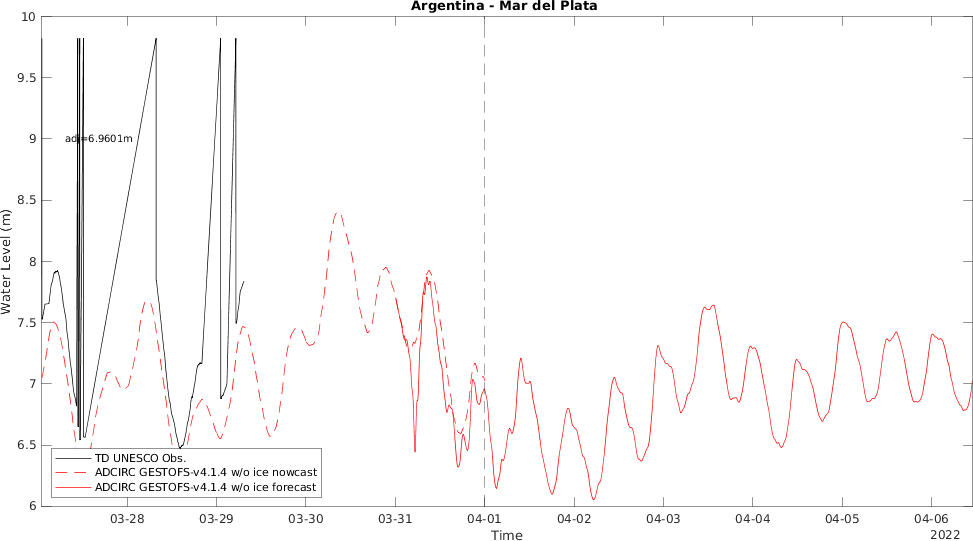 Argentina - Mar del Plata
10
9.5
9
8.5
8
7.5
7
6.5
6
Water Level (m)
adj=6.9601m
TD UNESCO Obs.
ADCIRC GESTOFS-v4.1.4 w/o ice nowcast
ADCIRC GESTOFS-v4.1.4 w/o ice forecast
03-28 03-29 03-30 03-31 04-01 04-02 04-03 04-04 04-05 04-06
Time
2022